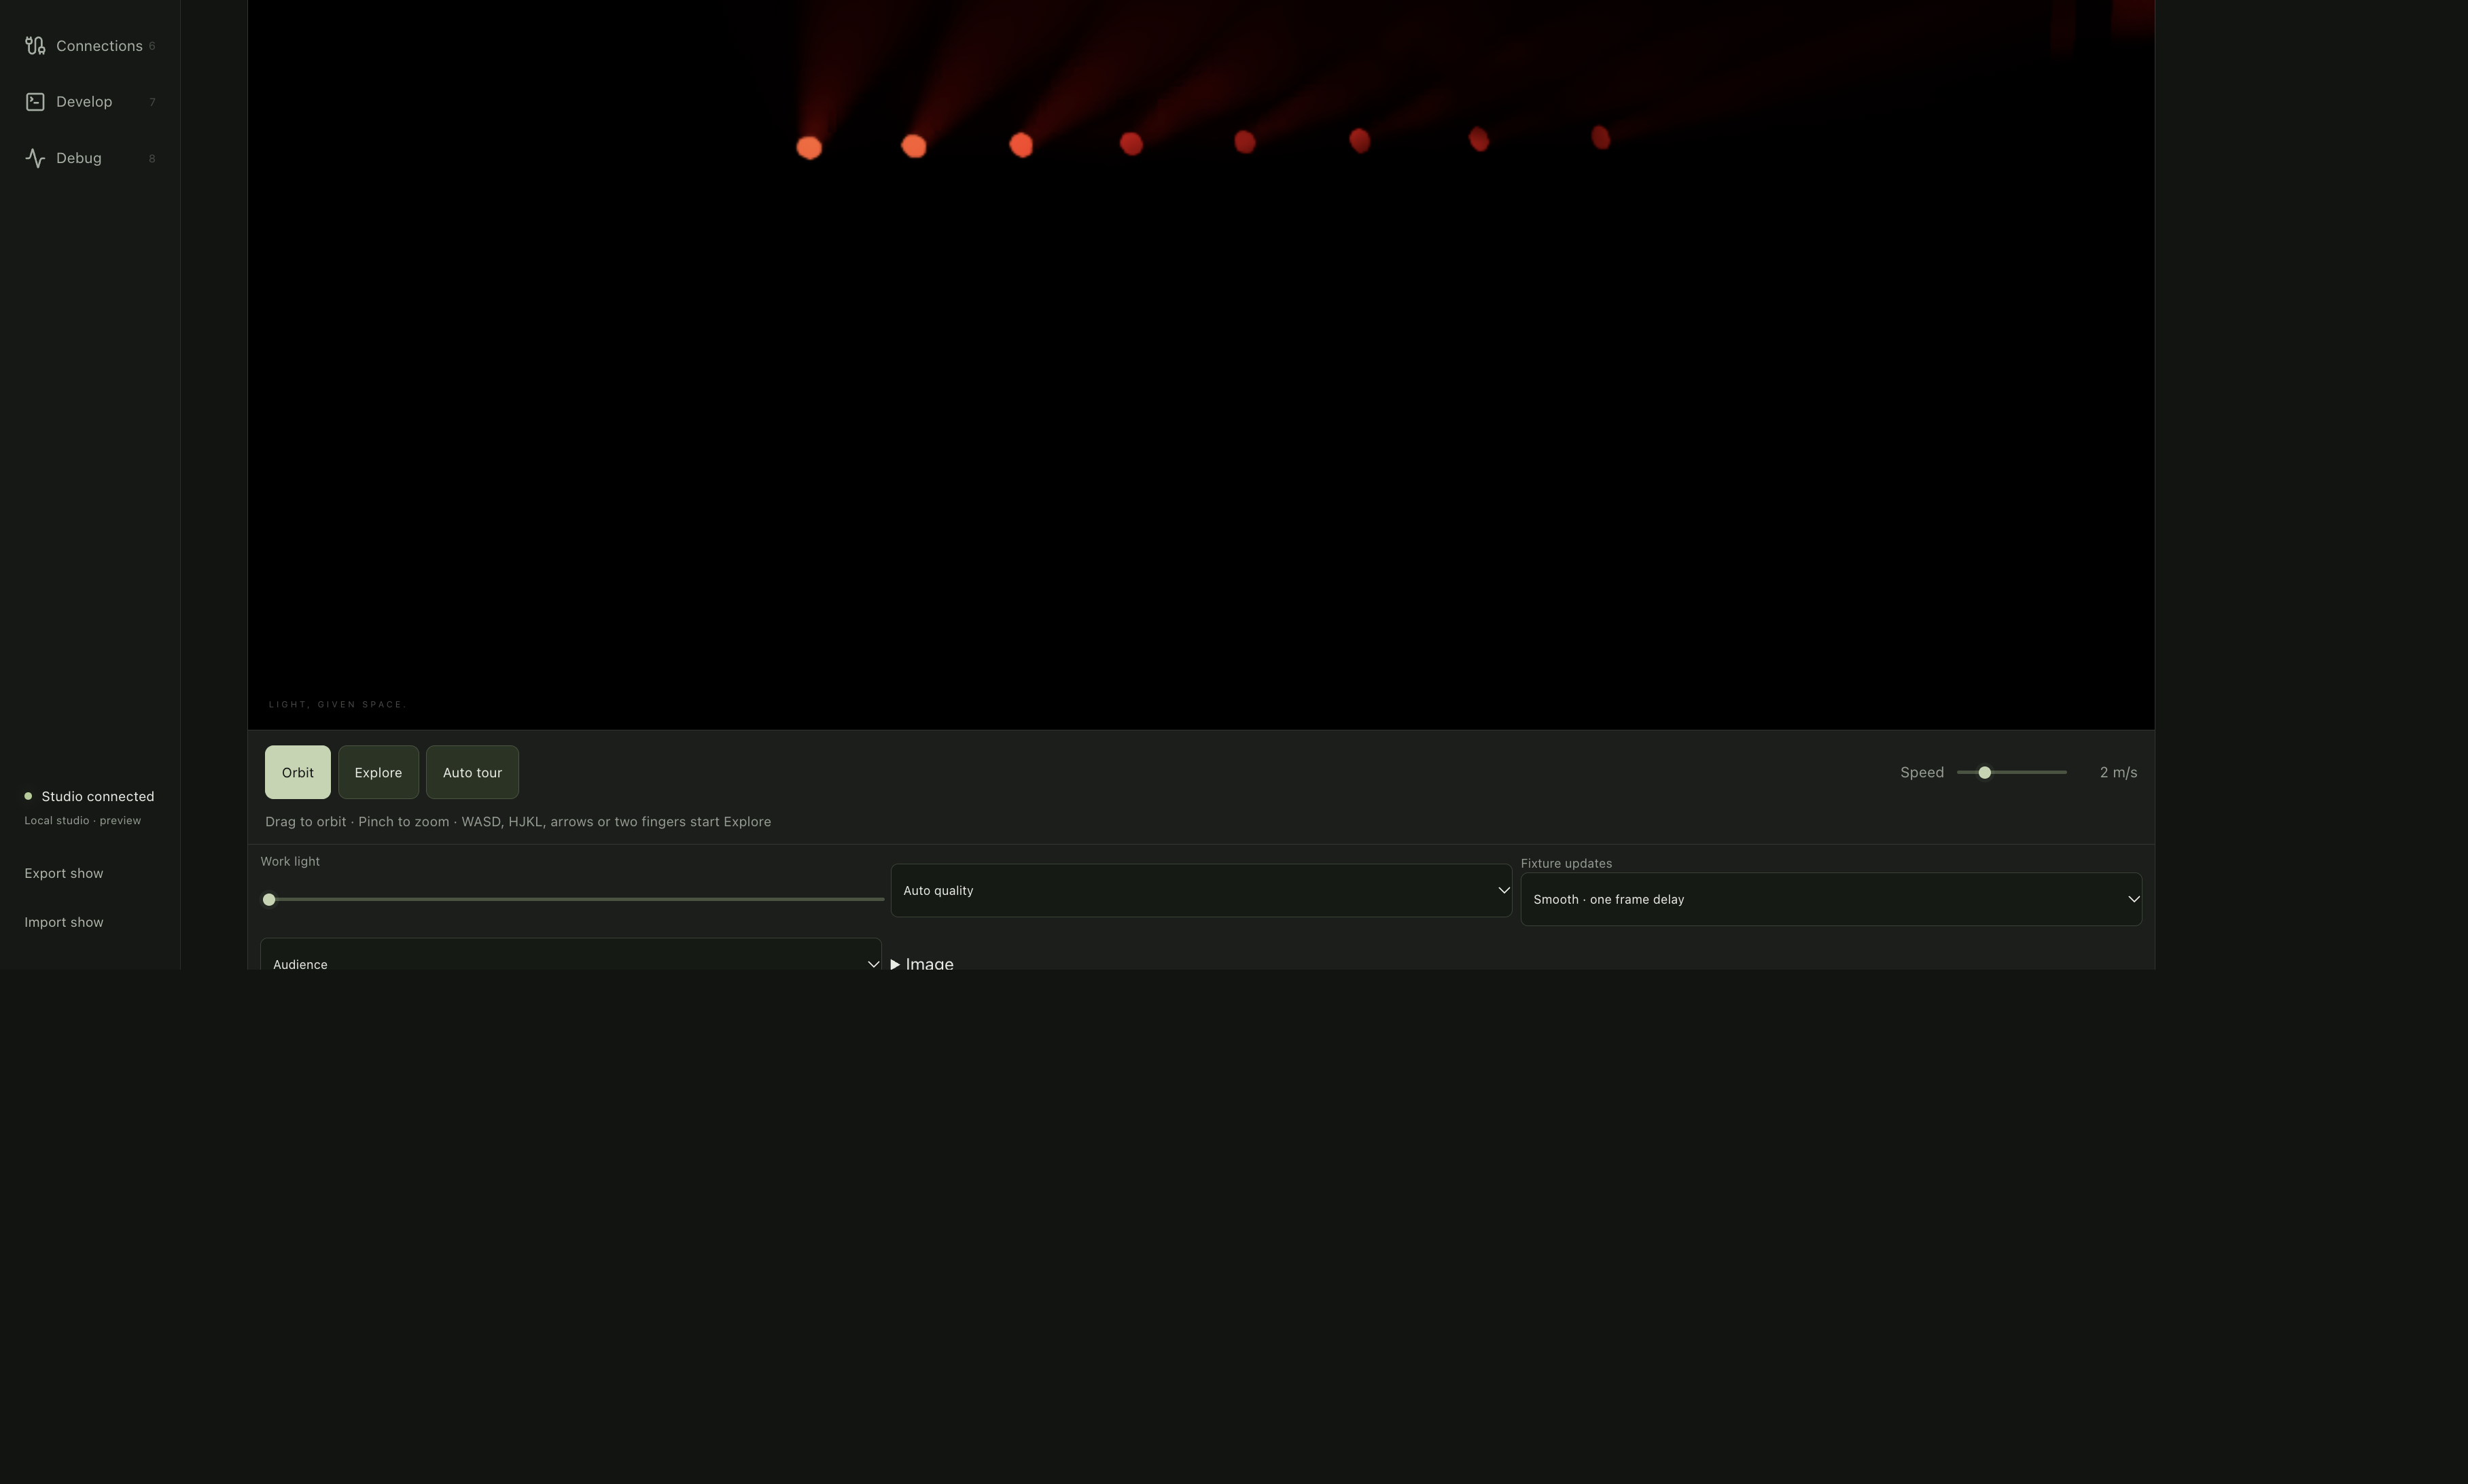 Connections 6
Develop 7
Debug 8
LIGHT, GIVEN SPACE.
Orbit Explore Auto tour Speed 2 m/s
Drag to orbit · Pinch to zoom · WASD, HJKL, arrows or two fingers start Explore
Studio connected
Local studio · preview
Export show
Import show
Work light
Auto quality
Fixture updates
Smooth · one frame delay
Audience
Image